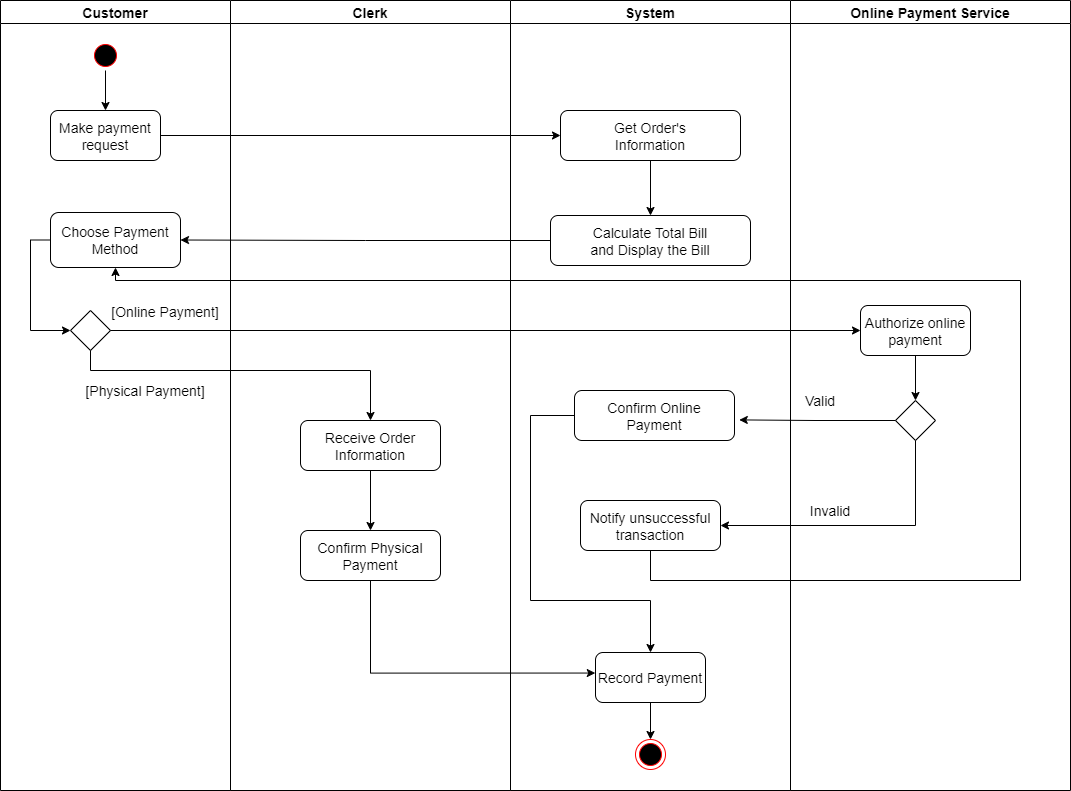 Customer
Clerk
System
Online Payment Service
Make payment
request
Get Order's
Information
Choose Payment
Method
Calculate Total Bill
and Display the Bill
[Online Payment]
Authorize online
payment
[Physical Payment]
Valid
Confirm Online
Payment
Receive Order
Information
Invalid
Notify unsuccessful
transaction
Confirm Physical
Payment
Record Payment